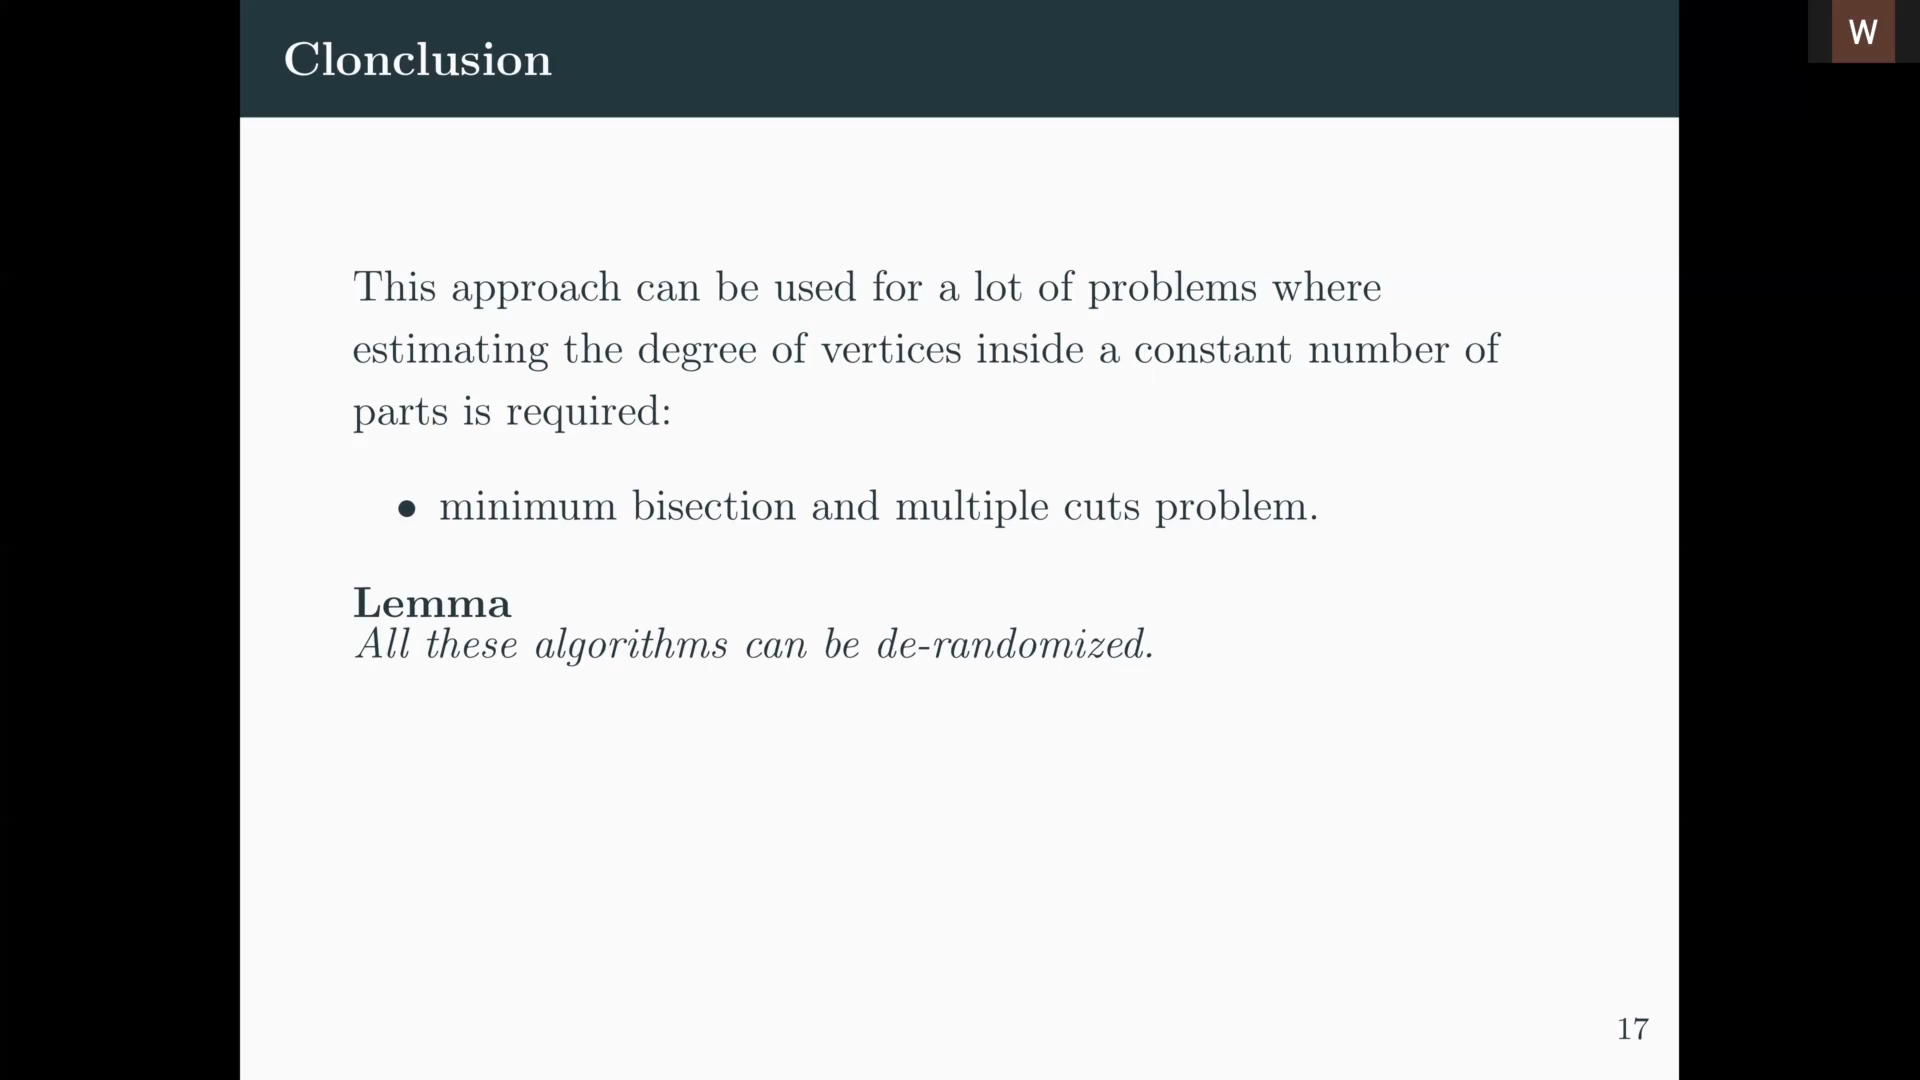 Clonclusion
W
This approach can be used for a lot of problems where
estimating the degree of vertices inside a constant number of
parts is required:
• minimum bisection and multiple cuts problem.
Lemma
All these algorithms can be de-randomized.
17